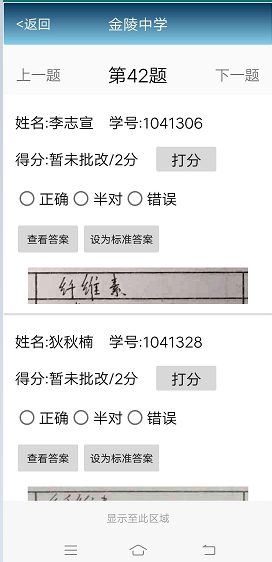 <返回 金陵中学
上一题 第42题 下一题
姓名:李志宣 学号:1041306
得分:暂未批改/2分 打分
正确 半对 错误
查看答案 设为标准答案
纤维素
姓名:狄秋楠 学号:1041328
得分:暂未批改/2分 打分
正确 半对 错误
查看答案 设为标准答案
显示至此区域